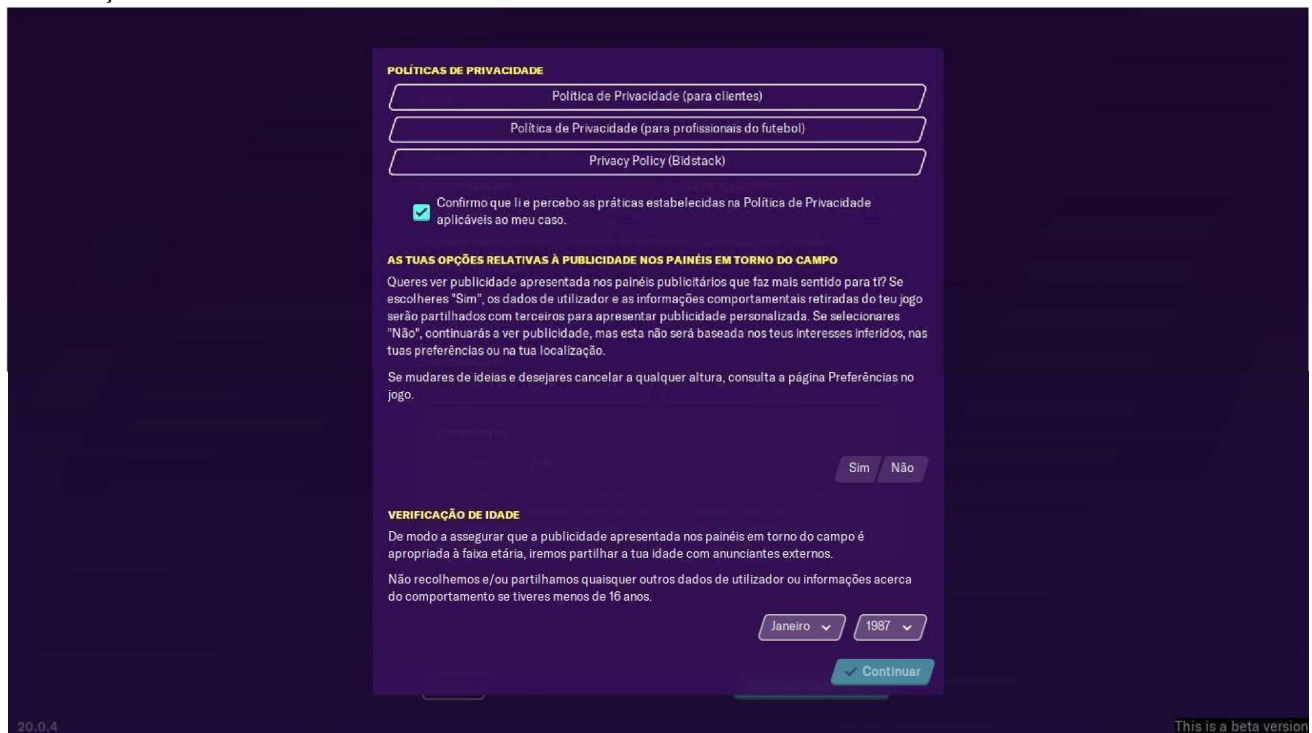 POLÍTICAS DE PRIVACIDADE
Política de Privacidade (para clientes)
Política de Privacidade (para profissionais do futebol)
Privacy Policy (Bidstack)
Confirmo que li e percebo as práticas estabelecidas na Política de Privacidade
aplicáveis ao meu caso.
AS TUAS OPÇÕES RELATIVAS À PUBLICIDADE NOS PAINÉIS EM TORNO DO CAMPO
Queres ver publicidade apresentada nos painéis publicitários que faz mais sentido para ti? Se
escolheres "Sim", os dados de utilizador e as informações comportamentais retiradas do teu jogo
serão partilhados com terceiros para apresentar publicidade personalizada. Se selecionares
"Não", continuarás a ver publicidade, mas esta não será baseada nos teus interesses inferidos, nas
tuas preferências ou na tua localização.
Se mudares de ideias e desejares cancelar a qualquer altura, consulta a página Preferências no
jogo.
Sim Não
VERIFICAÇÃO DE IDADE
De modo a assegurar que a publicidade apresentada nos painéis em torno do campo é
apropriada à faixa etária, iremos partilhar a tua idade com anunciantes externos.
Não recolhemos e/ou partilhamos quaisquer outros dados de utilizador ou informações acerca
do comportamento se tiveres menos de 16 anos.
Janeiro 1987
Continuar
20.0.4
This is a beta version